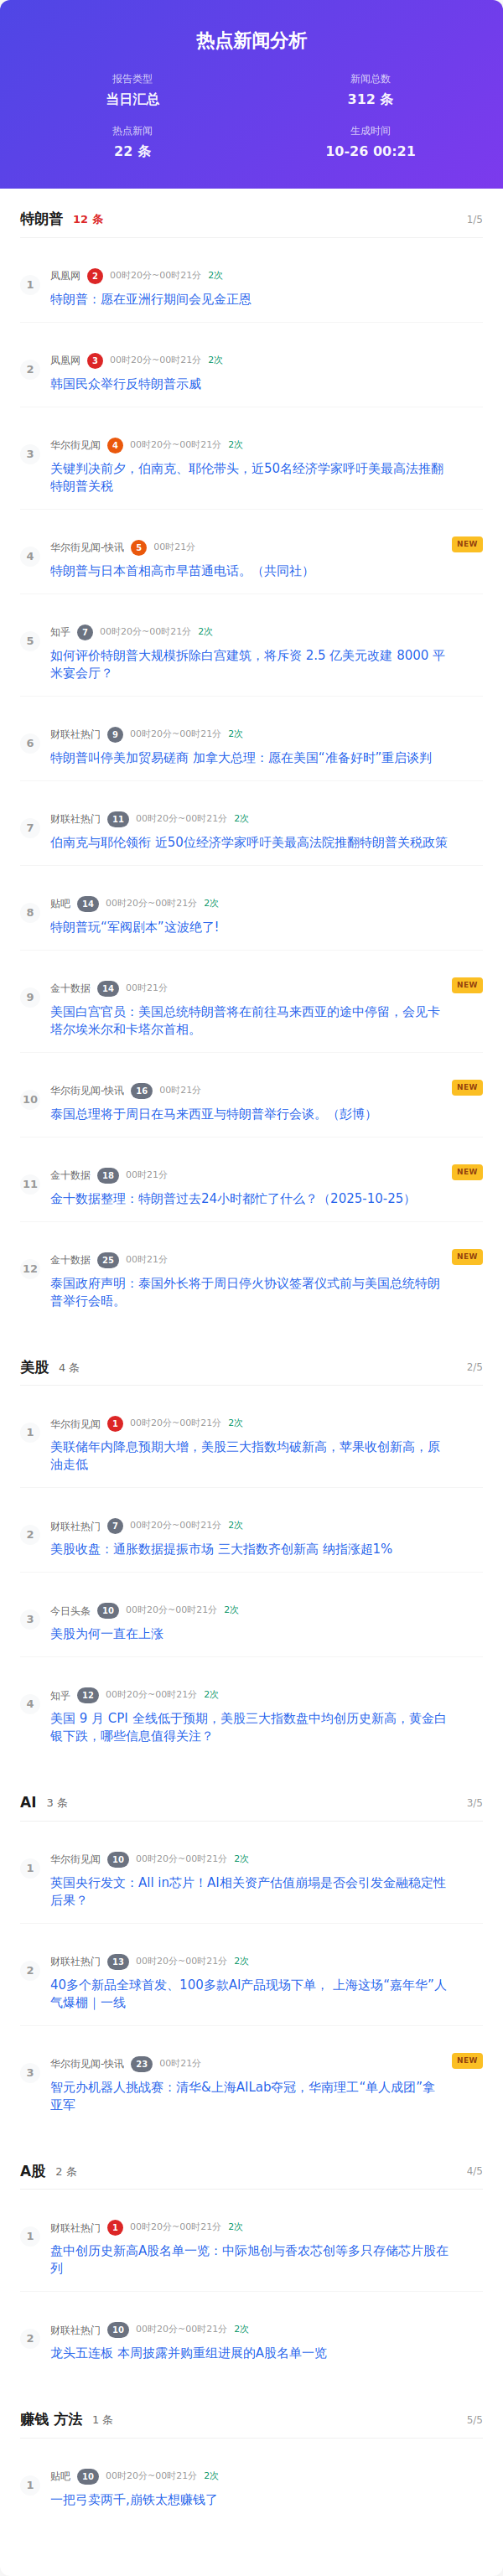 热点新闻分析
报告类型
当日汇总
新闻总数
312 条
热点新闻
22 条
生成时间
10-26 00:21
特朗普 12 条 1/5
1
凤凰网 2 00时20分~00时21分 2次
特朗普：愿在亚洲行期间会见金正恩
2
凤凰网 3 00时20分~00时21分 2次
韩国民众举行反特朗普示威
3
华尔街见闻 4 00时20分~00时21分 2次
关键判决前夕，伯南克、耶伦带头，近50名经济学家呼吁美最高法推翻
特朗普关税
4
华尔街见闻-快讯 5 00时21分 NEW
特朗普与日本首相高市早苗通电话。（共同社）
5
知乎 7 00时20分~00时21分 2次
如何评价特朗普大规模拆除白宫建筑，将斥资 2.5 亿美元改建 8000 平
米宴会厅？
6
财联社热门 9 00时20分~00时21分 2次
特朗普叫停美加贸易磋商 加拿大总理：愿在美国“准备好时”重启谈判
7
财联社热门 11 00时20分~00时21分 2次
伯南克与耶伦领衔 近50位经济学家呼吁美最高法院推翻特朗普关税政策
8
贴吧 14 00时20分~00时21分 2次
特朗普玩“军阀剧本”这波绝了!
9
金十数据 14 00时21分 NEW
美国白宫官员：美国总统特朗普将在前往马来西亚的途中停留，会见卡
塔尔埃米尔和卡塔尔首相。
10
华尔街见闻-快讯 16 00时21分 NEW
泰国总理将于周日在马来西亚与特朗普举行会谈。（彭博）
11
金十数据 18 00时21分 NEW
金十数据整理：特朗普过去24小时都忙了什么？（2025-10-25）
12
金十数据 25 00时21分 NEW
泰国政府声明：泰国外长将于周日停火协议签署仪式前与美国总统特朗
普举行会晤。
美股 4 条 2/5
1
华尔街见闻 1 00时20分~00时21分 2次
美联储年内降息预期大增，美股三大指数均破新高，苹果收创新高，原
油走低
2
财联社热门 7 00时20分~00时21分 2次
美股收盘：通胀数据提振市场 三大指数齐创新高 纳指涨超1%
3
今日头条 10 00时20分~00时21分 2次
美股为何一直在上涨
4
知乎 12 00时20分~00时21分 2次
美国 9 月 CPI 全线低于预期，美股三大指数盘中均创历史新高，黄金白
银下跌，哪些信息值得关注？
AI 3 条 3/5
1
华尔街见闻 10 00时20分~00时21分 2次
英国央行发文：All in芯片！AI相关资产估值崩塌是否会引发金融稳定性
后果？
2
财联社热门 13 00时20分~00时21分 2次
40多个新品全球首发、100多款AI产品现场下单， 上海这场“嘉年华”人
气爆棚｜一线
3
华尔街见闻-快讯 23 00时21分 NEW
智元办机器人挑战赛：清华&上海AILab夺冠，华南理工“单人成团”拿
亚军
A股 2 条 4/5
1
财联社热门 1 00时20分~00时21分 2次
盘中创历史新高A股名单一览：中际旭创与香农芯创等多只存储芯片股在
列
2
财联社热门 10 00时20分~00时21分 2次
龙头五连板 本周披露并购重组进展的A股名单一览
赚钱 方法 1 条 5/5
1
贴吧 10 00时20分~00时21分 2次
一把弓卖两千,崩铁太想赚钱了